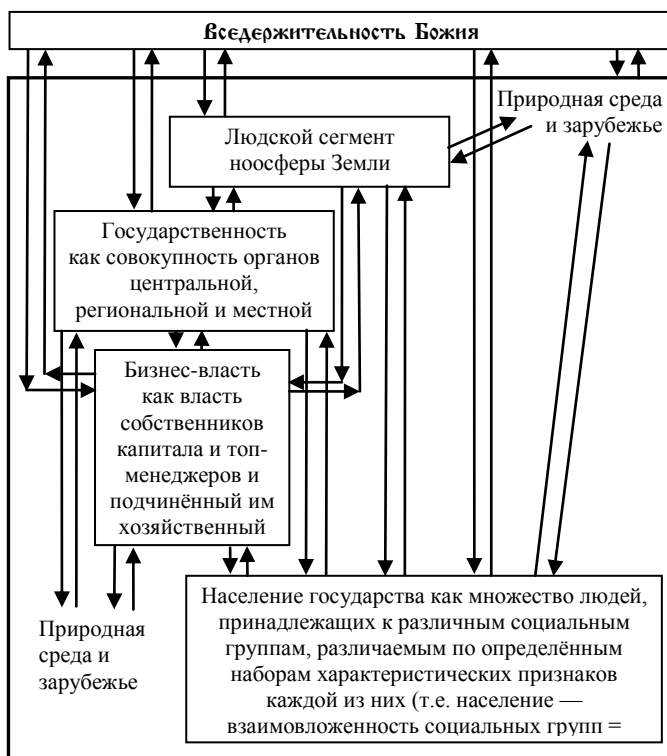 Вседержительность Божия
Природная среда
и зарубежье
Людской сегмент
ноосферы Земли
Государственность
как совокупность органов
центральной,
региональной и местной
Бизнес-власть
как власть
собственников
капитала и топ-
менеджеров и
подчинённый им
хозяйственный
Природная
среда и
зарубежье
Население государства как множество людей,
принадлежащих к различным социальным
группам, различаемым по определённым
наборам характеристических признаков
каждой из них (т.е. население —
взаимовложенность социальных групп =